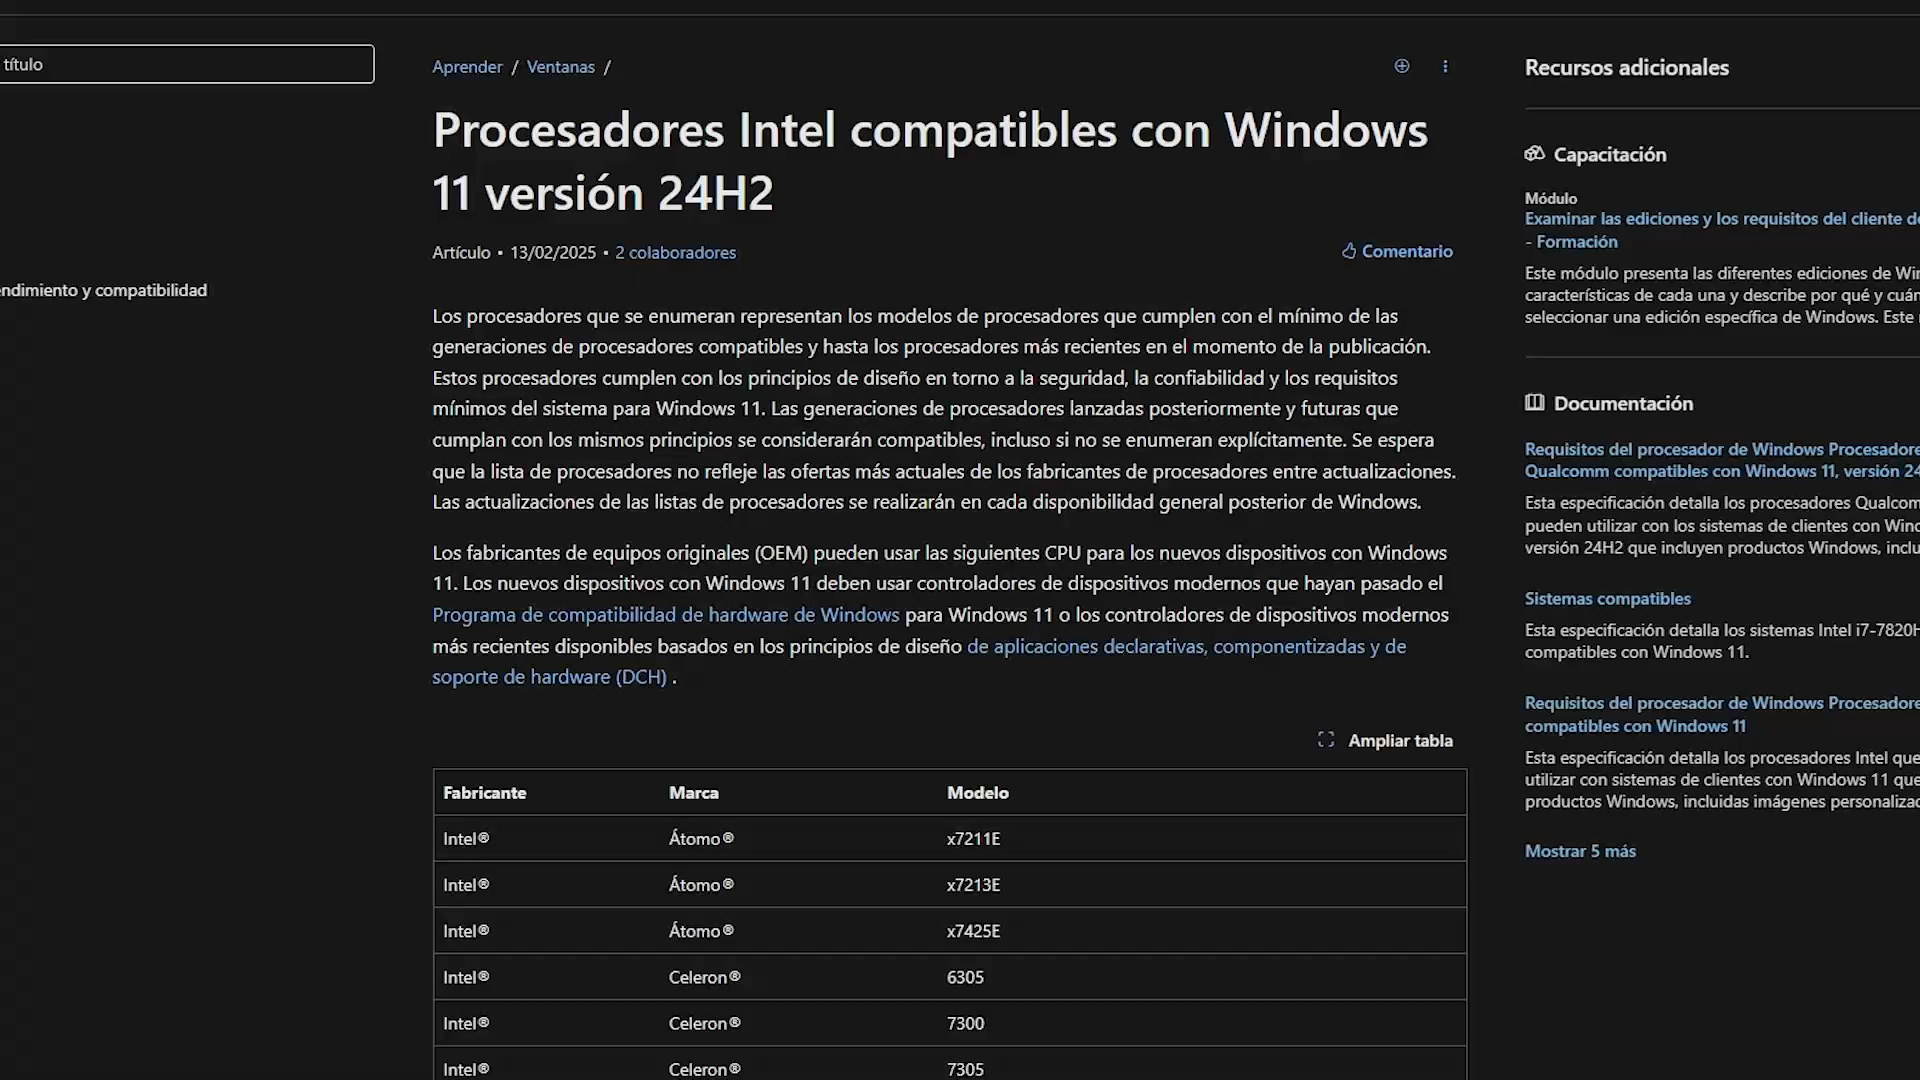 título
endimiento y compatibilidad
Aprender / Ventanas /
Procesadores Intel compatibles con Windows
11 versión 24H2
Artículo • 13/02/2025 • 2 colaboradores
Comentario
Los procesadores que se enumeran representan los modelos de procesadores que cumplen con el mínimo de las
generaciones de procesadores compatibles y hasta los procesadores más recientes en el momento de la publicación.
Estos procesadores cumplen con los principios de diseño en torno a la seguridad, la confiabilidad y los requisitos
mínimos del sistema para Windows 11. Las generaciones de procesadores lanzadas posteriormente y futuras que
cumplan con los mismos principios se considerarán compatibles, incluso si no se enumeran explícitamente. Se espera
que la lista de procesadores no refleje las ofertas más actuales de los fabricantes de procesadores entre actualizaciones.
Las actualizaciones de las listas de procesadores se realizarán en cada disponibilidad general posterior de Windows.
Los fabricantes de equipos originales (OEM) pueden usar las siguientes CPU para los nuevos dispositivos con Windows
11. Los nuevos dispositivos con Windows 11 deben usar controladores de dispositivos modernos que hayan pasado el
Programa de compatibilidad de hardware de Windows para Windows 11 o los controladores de dispositivos modernos
más recientes disponibles basados en los principios de diseño de aplicaciones declarativas, componentizadas y de
soporte de hardware (DCH) .
Ampliar tabla
Fabricante Marca Modelo
Intel® Átomo® x7211E
Intel® Átomo® x7213E
Intel® Átomo® x7425E
Intel® Celeron® 6305
Intel® Celeron® 7300
Intel® Celeron® 7305
Recursos adicionales
Capacitación
Módulo
Examinar las ediciones y los requisitos del cliente de
- Formación
Este módulo presenta las diferentes ediciones de Win
características de cada una y describe por qué y cuán
seleccionar una edición específica de Windows. Este
Documentación
Requisitos del procesador de Windows Procesadore
Qualcomm compatibles con Windows 11, versión 24
Esta especificación detalla los procesadores Qualcom
pueden utilizar con los sistemas de clientes con Wind
versión 24H2 que incluyen productos Windows, inclu
Sistemas compatibles
Esta especificación detalla los sistemas Intel i7-7820H
compatibles con Windows 11.
Requisitos del procesador de Windows Procesadore
compatibles con Windows 11
Esta especificación detalla los procesadores Intel que
utilizar con sistemas de clientes con Windows 11 que
productos Windows, incluidas imágenes personalizad
Mostrar 5 más